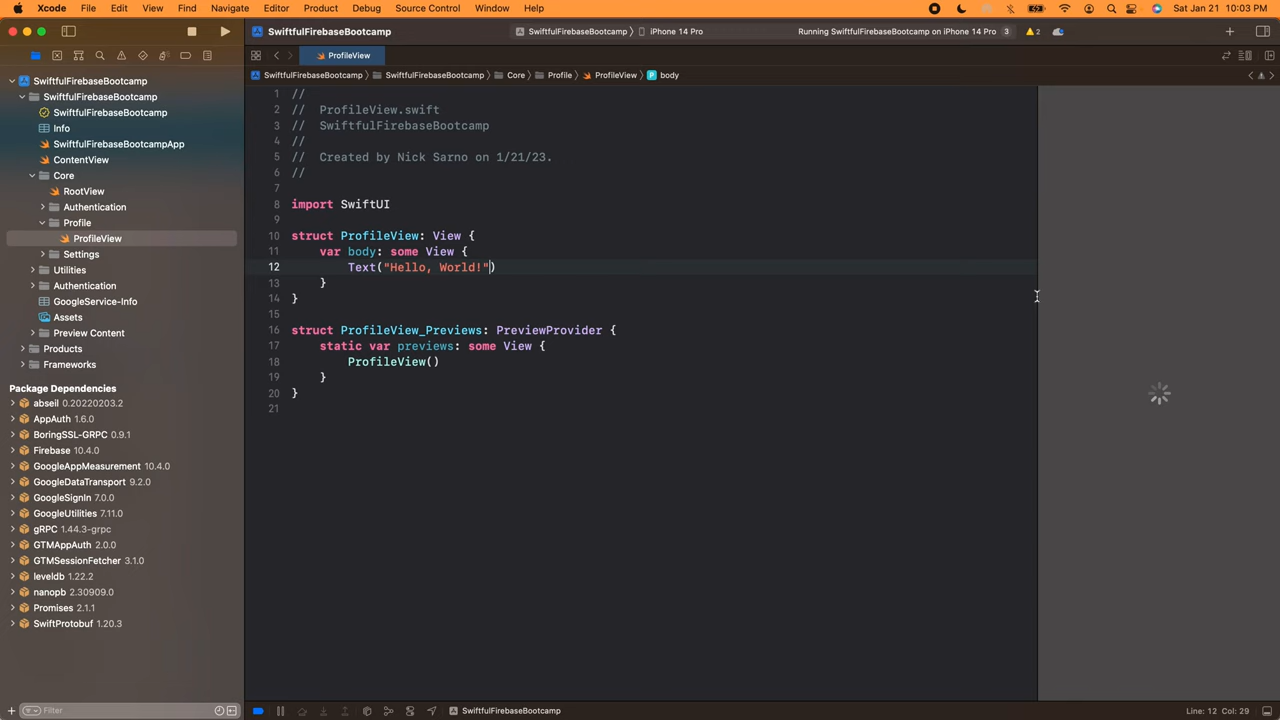 Xcode File Edit View Find Navigate Editor Product Debug Source Control Window Help Sat Jan 21 10:03 PM
SwiftfulFirebaseBootcamp SwiftfulFirebaseBootcamp 〉 iPhone 14 Pro Running SwiftfulFirebaseBootcamp on iPhone 14 Pro 3 2
ProfileView
SwiftfulFirebaseBootcamp 〉 SwiftfulFirebaseBootcamp 〉 Core 〉 Profile 〉 ProfileView 〉 P body
SwiftfulFirebaseBootcamp
SwiftfulFirebaseBootcamp
SwiftfulFirebaseBootcamp
Info
SwiftfulFirebaseBootcampApp
ContentView
Core
RootView
Authentication
Profile
ProfileView
Settings
Utilities
Authentication
GoogleService-Info
Assets
Preview Content
Products
Frameworks
Package Dependencies
abseil 0.20220203.2
AppAuth 1.6.0
BoringSSL-GRPC 0.9.1
Firebase 10.4.0
GoogleAppMeasurement 10.4.0
GoogleDataTransport 9.2.0
GoogleSignIn 7.0.0
GoogleUtilities 7.11.0
gRPC 1.44.3-grpc
GTMAppAuth 2.0.0
GTMSessionFetcher 3.1.0
leveldb 1.22.2
nanopb 2.30909.0
Promises 2.1.1
SwiftProtobuf 1.20.3
Filter
1 //
2 // ProfileView.swift
3 // SwiftfulFirebaseBootcamp
4 //
5 // Created by Nick Sarno on 1/21/23.
6 //
7
8 import SwiftUI
9
10 struct ProfileView: View {
11 var body: some View {
12 Text("Hello, World!")
13 }
14 }
15
16 struct ProfileView_Previews: PreviewProvider {
17 static var previews: some View {
18 ProfileView()
19 }
20 }
21
SwiftfulFirebaseBootcamp
Line: 12 Col: 29